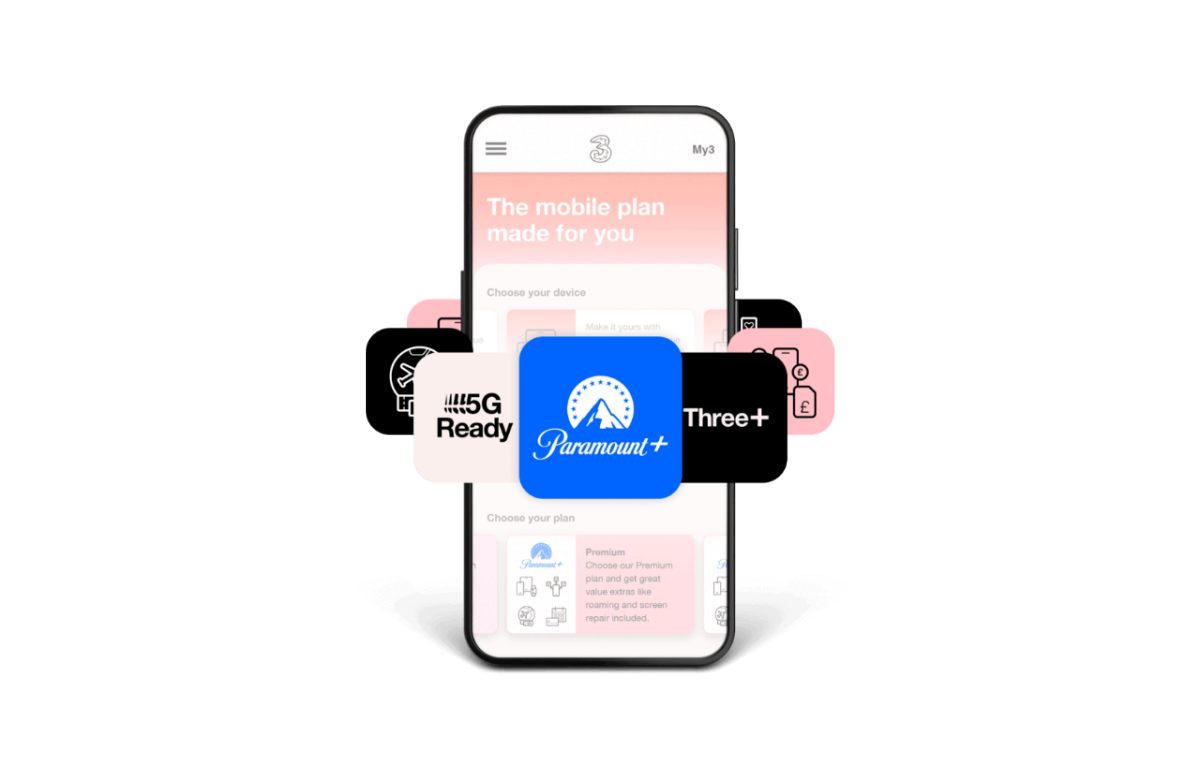 3
My3
The mobile plan
made for you
Choose your device
Make it yours with
5G
Ready
Paramount+
Three+
£
£
Choose your plan
Paramount+
Premium
Choose our Premium
plan and get great
value extras like
roaming and screen
repair included.